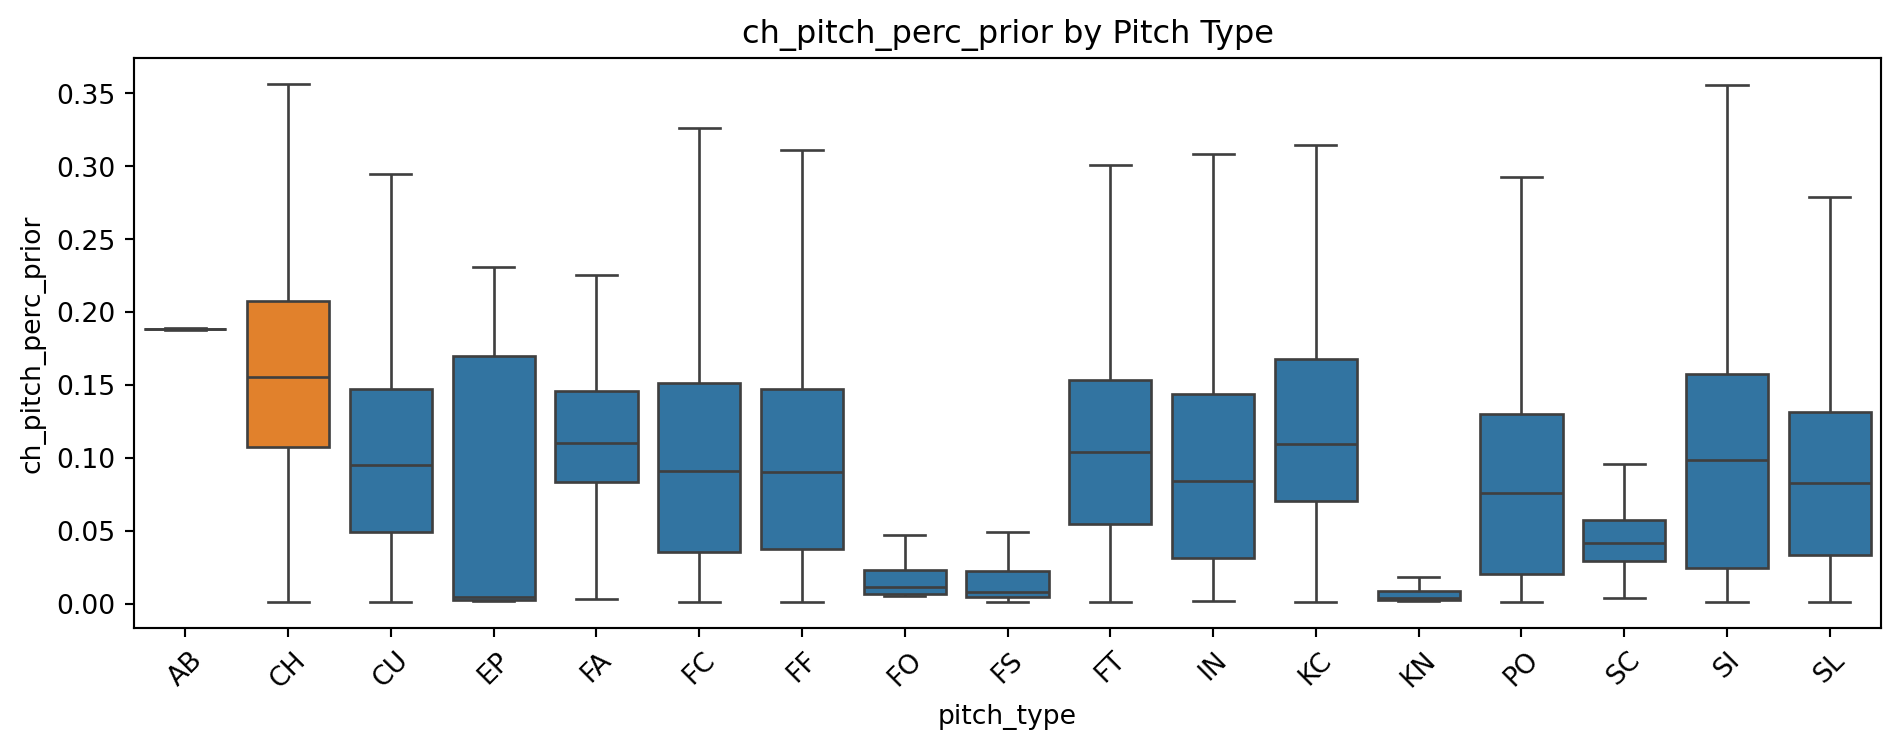 ch_pitch_perc_prior by Pitch Type
ch_pitch_perc_prior
0.35
0.30
0.25
0.20
0.15
0.10
0.05
0.00
AB CH CU EP FA FC FF FO FS FT IN KC KN PO SC SI SL
pitch_type